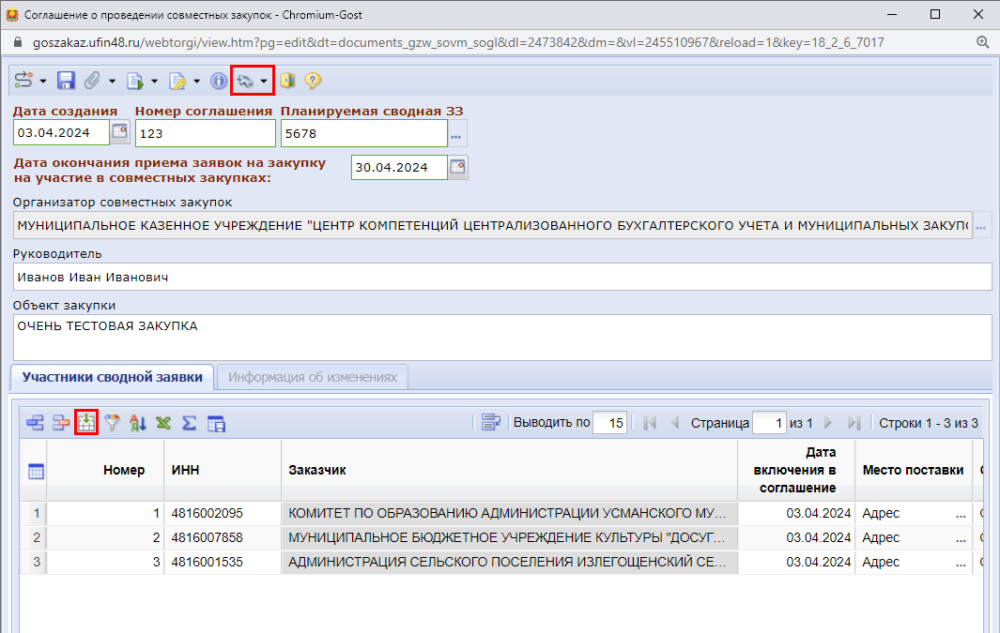 Соглашение о проведении совместных закупок - Chromium-Gost
goszakaz.ufin48.ru/webtorgi/view.htm?pg=edit&dt=documents_gzw_sovm_sogl&dl=2473842&dm=&vl=245510967&reload=1&key=18_2_6_7017
Дата создания Номер соглашения Планируемая сводная ЗЗ
03.04.2024 123 5678 ...
Дата окончания приема заявок на закупку
на участие в совместных закупках:
30.04.2024
Организатор совместных закупок
МУНИЦИПАЛЬНОЕ КАЗЕННОЕ УЧРЕЖДЕНИЕ "ЦЕНТР КОМПЕТЕНЦИЙ ЦЕНТРАЛИЗОВАННОГО БУХГАЛТЕРСКОГО УЧЕТА И МУНИЦИПАЛЬНЫХ ЗАКУПО ...
Руководитель
Иванов Иван Иванович
Объект закупки
ОЧЕНЬ ТЕСТОВАЯ ЗАКУПКА
Участники сводной заявки Информация об изменениях
Выводить по 15 Страница 1 из 1 Строки 1 - 3 из 3
Номер ИНН Заказчик Дата включения в соглашение Место поставки
1 1 4816002095 КОМИТЕТ ПО ОБРАЗОВАНИЮ АДМИНИСТРАЦИИ УСМАНСКОГО МУ... 03.04.2024 Адрес ...
2 2 4816007858 МУНИЦИПАЛЬНОЕ БЮДЖЕТНОЕ УЧРЕЖДЕНИЕ КУЛЬТУРЫ "ДОСУГ... 03.04.2024 Адрес ...
3 3 4816001535 АДМИНИСТРАЦИЯ СЕЛЬСКОГО ПОСЕЛЕНИЯ ИЗЛЕГОЩЕНСКИЙ СЕ... 03.04.2024 Адрес ...